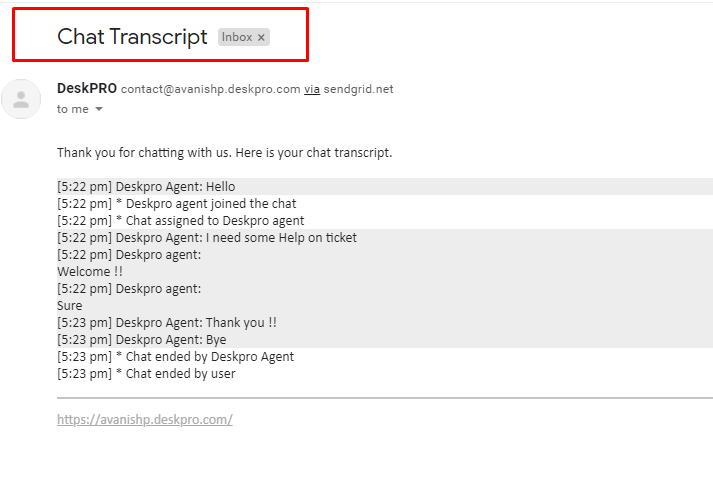 Chat Transcript Inbox ×
DeskPRO contact@avanishp.deskpro.com via sendgrid.net
to me
Thank you for chatting with us. Here is your chat transcript.
[5:22 pm] Deskpro Agent: Hello
[5:22 pm] * Deskpro agent joined the chat
[5:22 pm] * Chat assigned to Deskpro agent
[5:22 pm] Deskpro Agent: I need some Help on ticket
[5:22 pm] Deskpro agent:
Welcome !!
[5:22 pm] Deskpro agent:
Sure
[5:23 pm] Deskpro Agent: Thank you !!
[5:23 pm] Deskpro Agent: Bye
[5:23 pm] * Chat ended by Deskpro Agent
[5:23 pm] * Chat ended by user
https://avanishp.deskpro.com/